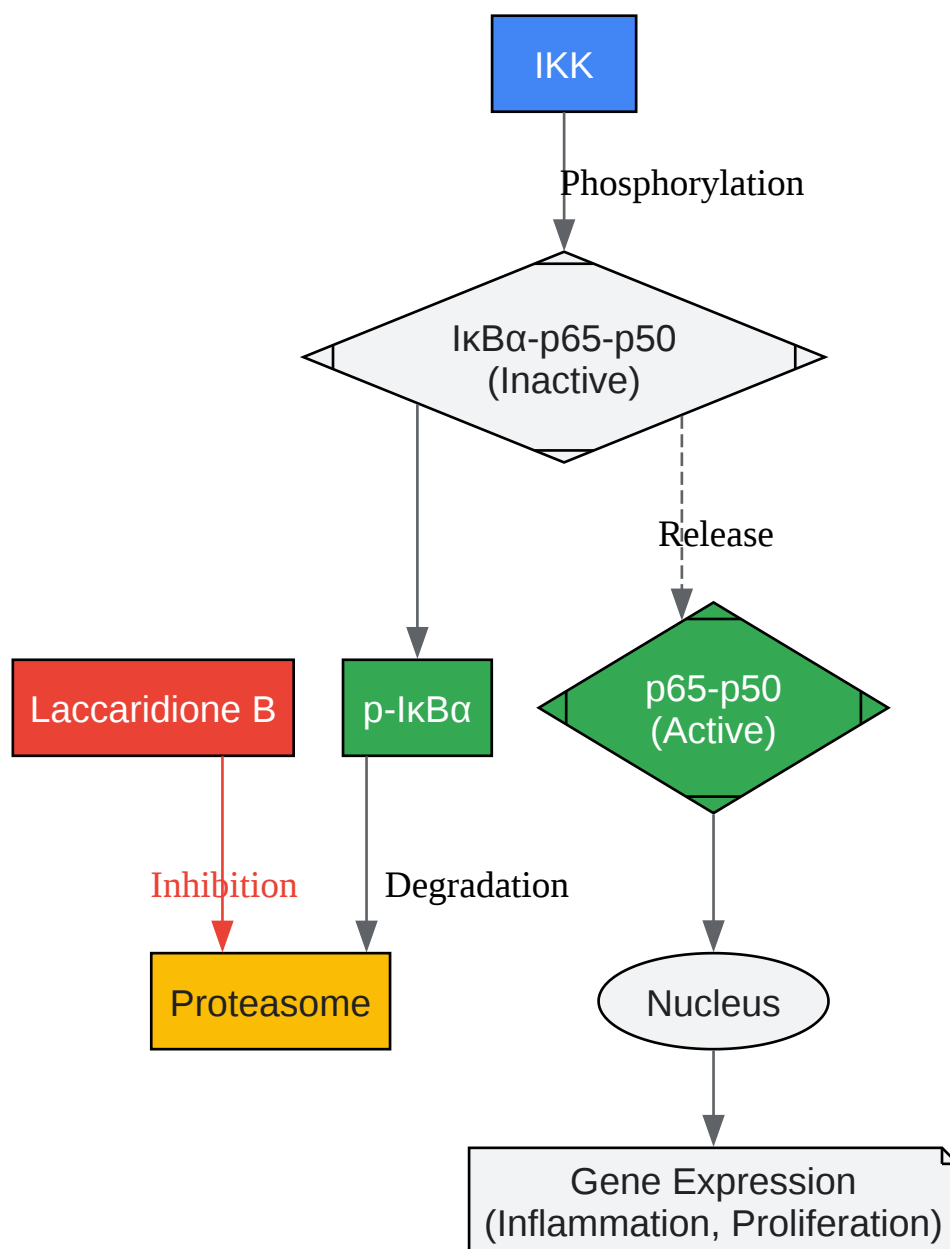 IKK
Phosphorylation
IκBα-p65-p50
(Inactive)
Release
Laccaridione B
p-IκBα
p65-p50
(Active)
Inhibition
Degradation
Proteasome
Nucleus
Gene Expression
(Inflammation, Proliferation)